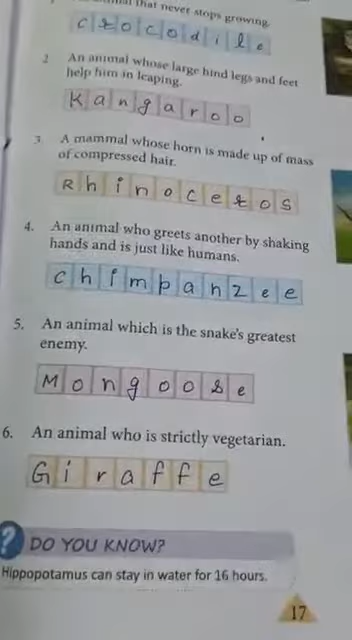 that never stops growing.
Crocodile
2 An animal whose large hind legs and feet
help him in leaping.
Kangaroo
3. A mammal whose horn is made up of mass
of compressed hair.
Rhinoceros
4. An animal who greets another by shaking
hands and is just like humans.
chimpanzee
5. An animal which is the snake's greatest
enemy.
Mongoose
6. An animal who is strictly vegetarian.
Giraffe
? DO YOU KNOW?
Hippopotamus can stay in water for 16 hours.
17